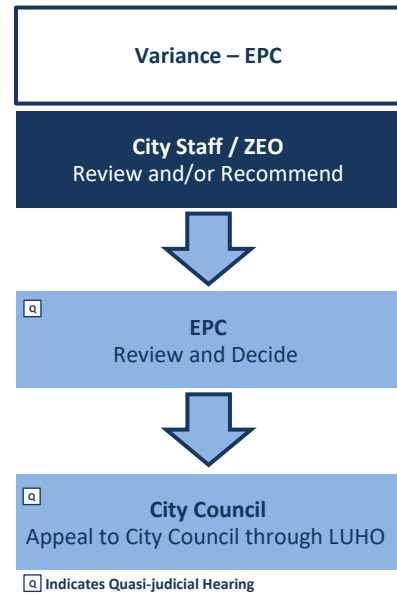 Variance – EPC
City Staff / ZEO
Review and/or Recommend
Q
EPC
Review and Decide
Q
City Council
Appeal to City Council through LUHO
Q Indicates Quasi-judicial Hearing